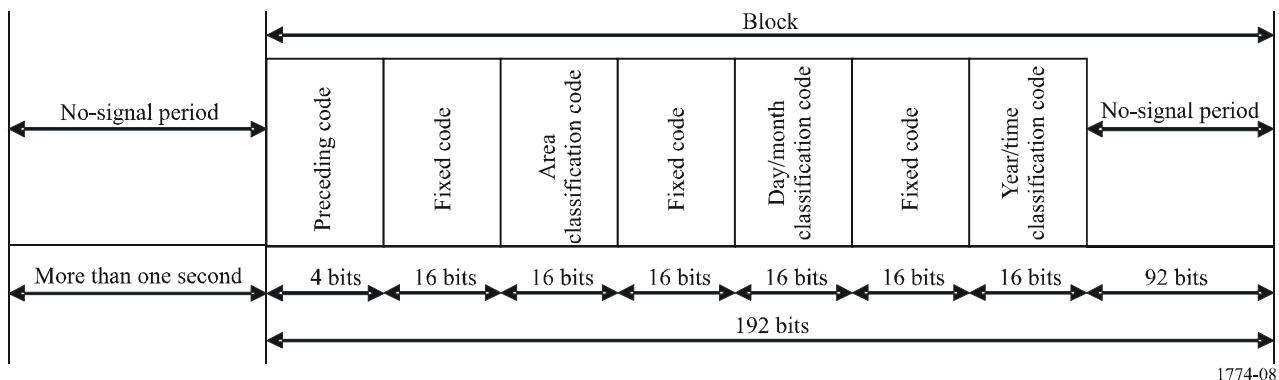 Block
No-signal period
Preceding code
Fixed code
Area
classification code
Fixed code
Day/month
classification code
Fixed code
Year/time
classification code
No-signal period
More than one second
4 bits
16 bits
16 bits
16 bits
16 bits
16 bits
16 bits
92 bits
192 bits
1774-08